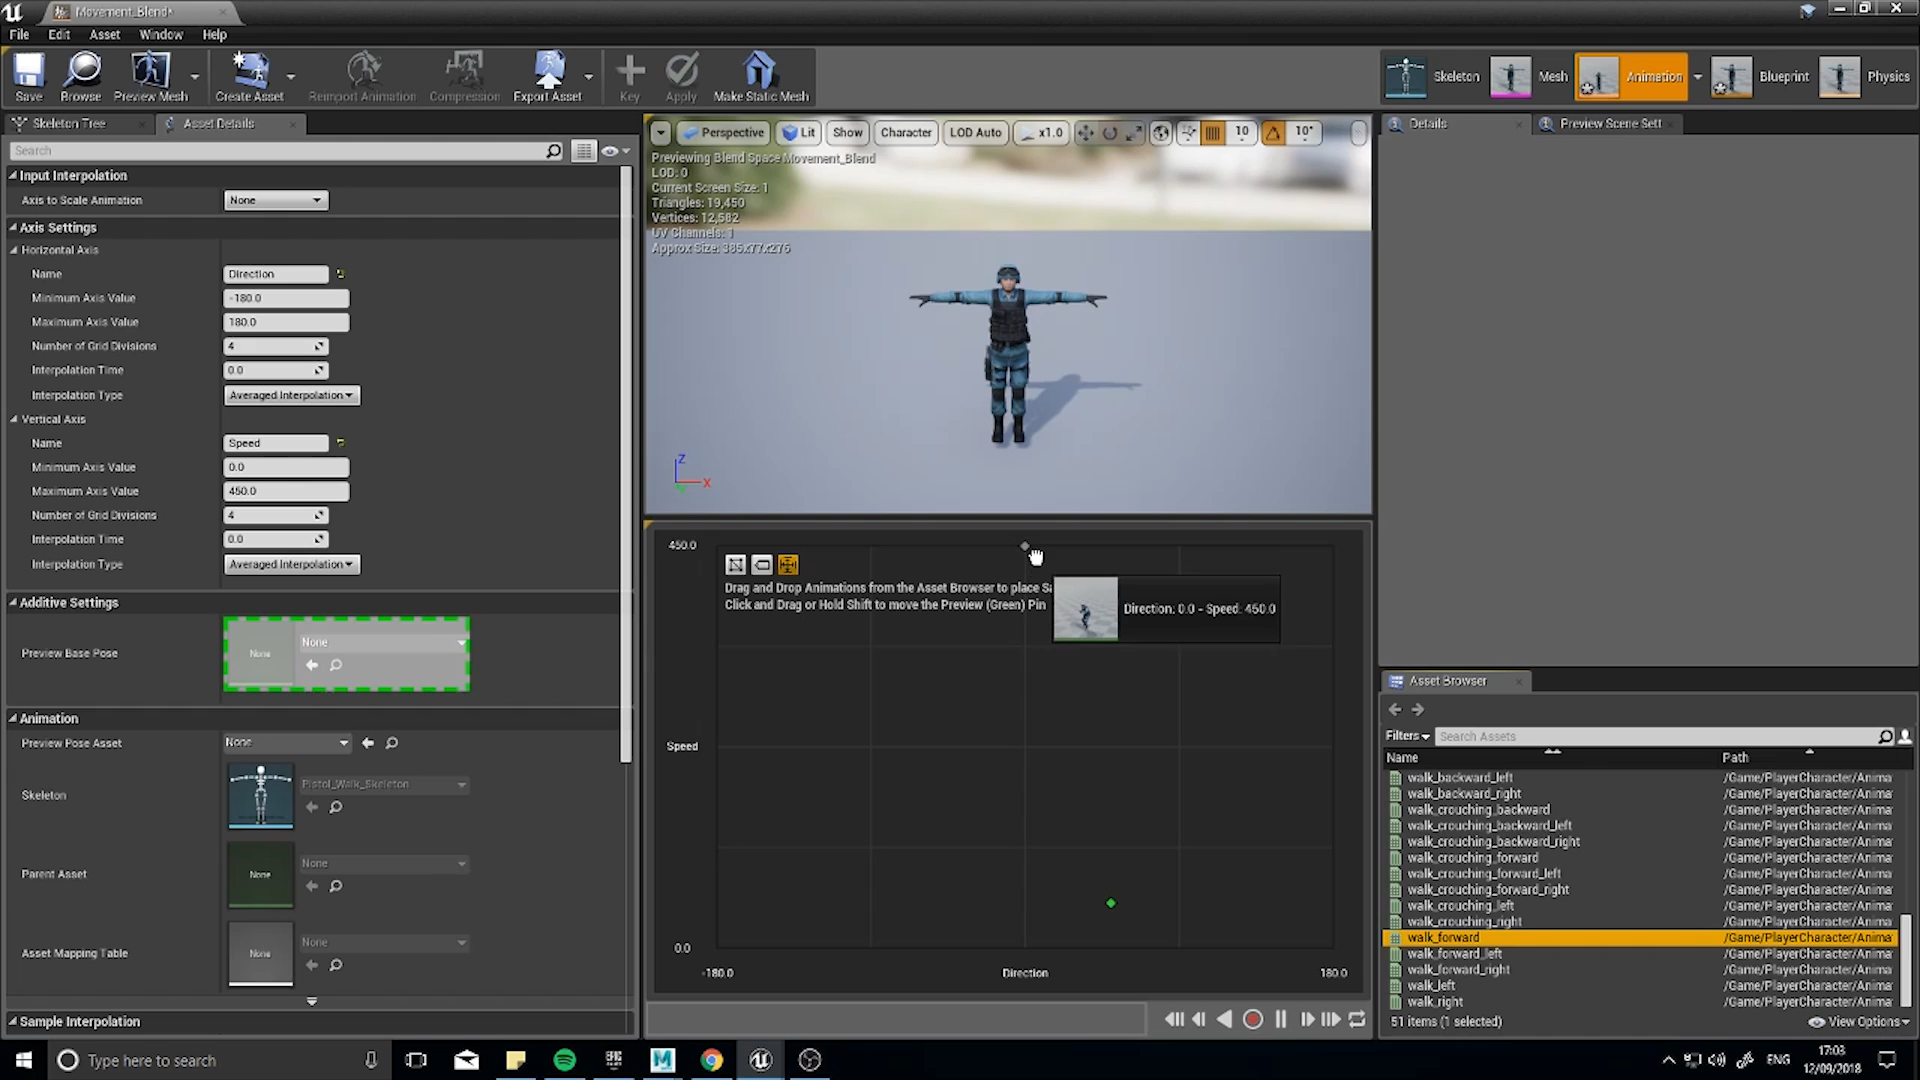 Movement_Blend*
File Edit Asset Window Help
Save Browse Preview Mesh Create Asset Reimport Animation Compression Export Asset Key Apply Make Static Mesh
Skeleton Mesh Animation Blueprint Physics
Skeleton Tree Asset Details
Search
Input Interpolation
Axis to Scale Animation None
Axis Settings
Horizontal Axis
Name Direction
Minimum Axis Value -180.0
Maximum Axis Value 180.0
Number of Grid Divisions 4
Interpolation Time 0.0
Interpolation Type Averaged Interpolation
Vertical Axis
Name Speed
Minimum Axis Value 0.0
Maximum Axis Value 450.0
Number of Grid Divisions 4
Interpolation Time 0.0
Interpolation Type Averaged Interpolation
Additive Settings
Preview Base Pose None None
Animation
Preview Pose Asset None
Skeleton Pistol_Walk_Skeleton
Parent Asset None None
Asset Mapping Table None None
Sample Interpolation
Perspective Lit Show Character LOD Auto x1.0 10 10°
Previewing Blend Space Movement_Blend
LOD: 0
Current Screen Size: 1
Triangles: 19,450
Vertices: 12,582
UV Channels: 1
Approx Size: 385x77x276
Z
X
450.0
Drag and Drop Animations from the Asset Browser to place Sa
Click and Drag or Hold Shift to move the Preview (Green) Pin
Direction: 0.0 - Speed: 450.0
Speed
0.0
-180.0 Direction 180.0
Details Preview Scene Sett
Asset Browser
Filters Search Assets
Name Path
walk_backward_left /Game/PlayerCharacter/Anima
walk_backward_right /Game/PlayerCharacter/Anima
walk_crouching_backward /Game/PlayerCharacter/Anima
walk_crouching_backward_left /Game/PlayerCharacter/Anima
walk_crouching_backward_right /Game/PlayerCharacter/Anima
walk_crouching_forward /Game/PlayerCharacter/Anima
walk_crouching_forward_left /Game/PlayerCharacter/Anima
walk_crouching_forward_right /Game/PlayerCharacter/Anima
walk_crouching_left /Game/PlayerCharacter/Anima
walk_crouching_right /Game/PlayerCharacter/Anima
walk_forward /Game/PlayerCharacter/Anima
walk_forward_left /Game/PlayerCharacter/Anima
walk_forward_right /Game/PlayerCharacter/Anima
walk_left /Game/PlayerCharacter/Anima
walk_right /Game/PlayerCharacter/Anima
51 items (1 selected) View Options
Type here to search
ENG
17:03
12/09/2018